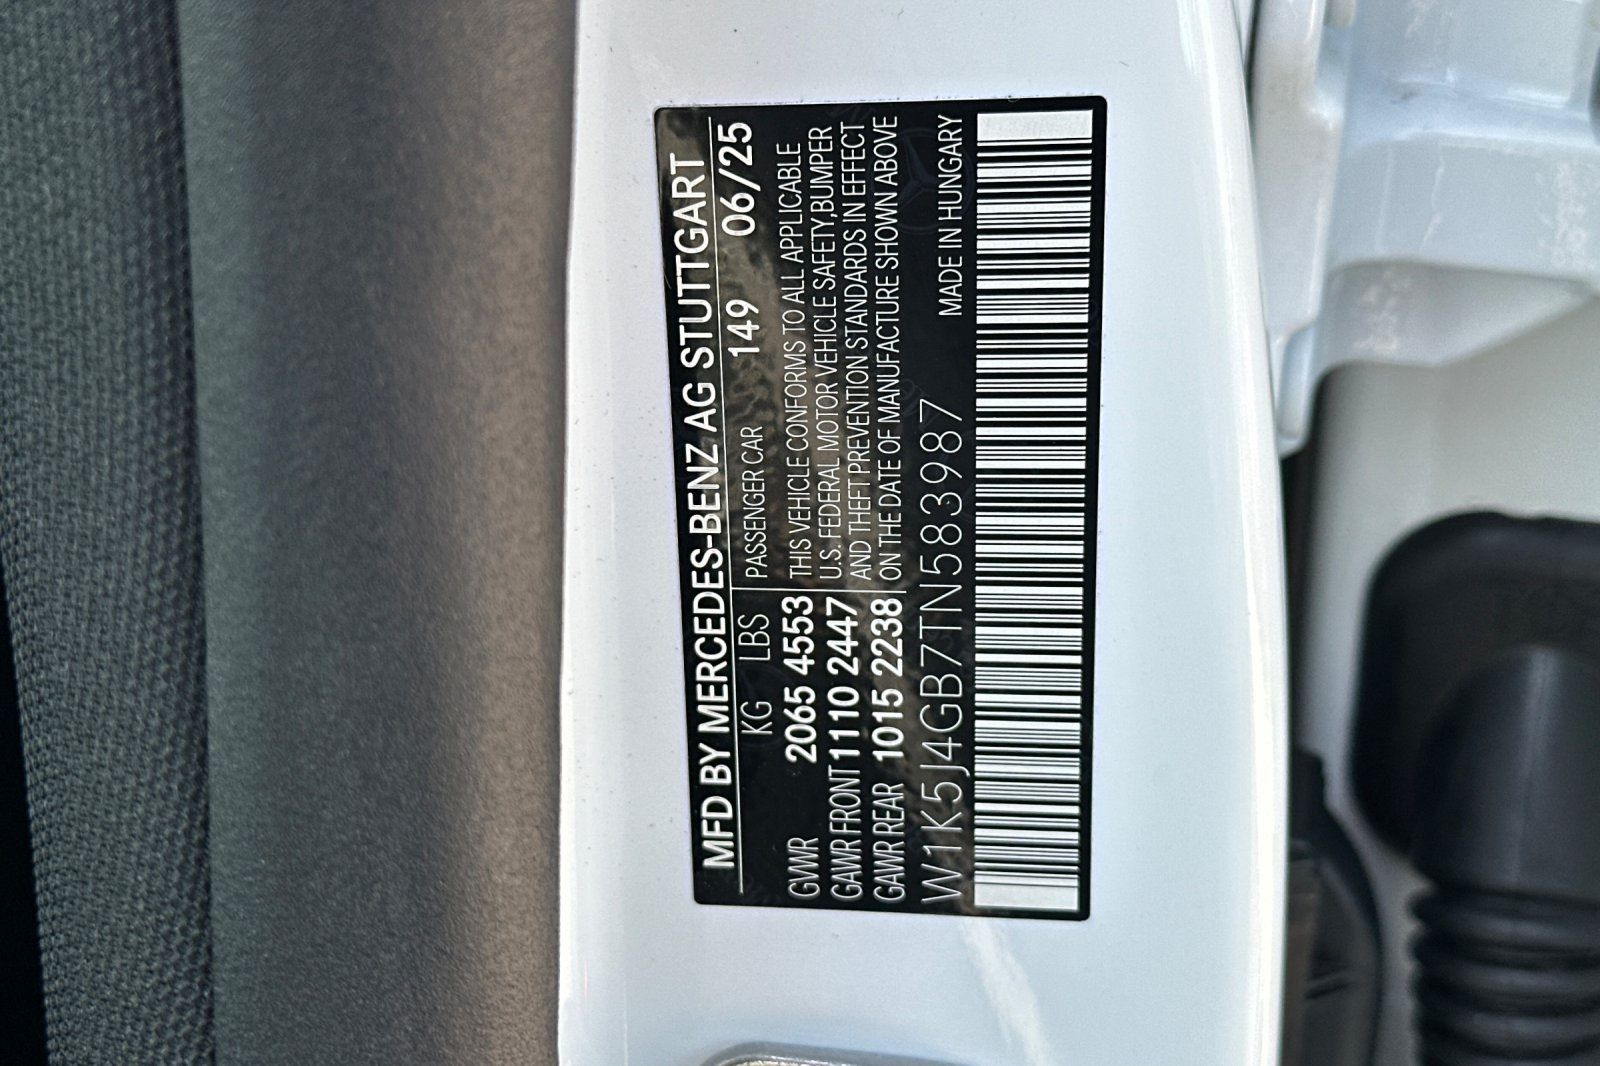 MFD BY MERCEDES-BENZ AG STUTTGART
KG LBS PASSENGER CAR 149 06/25
GVWR 2065 4553 THIS VEHICLE CONFORMS TO ALL APPLICABLE
GAWR FRONT 1110 2447 U.S. FEDERAL MOTOR VEHICLE SAFETY,BUMPER
GAWR REAR 1015 2238 AND THEFT PREVENTION STANDARDS IN EFFECT
ON THE DATE OF MANUFACTURE SHOWN ABOVE
W1K5J4GB7TN583987 MADE IN HUNGARY